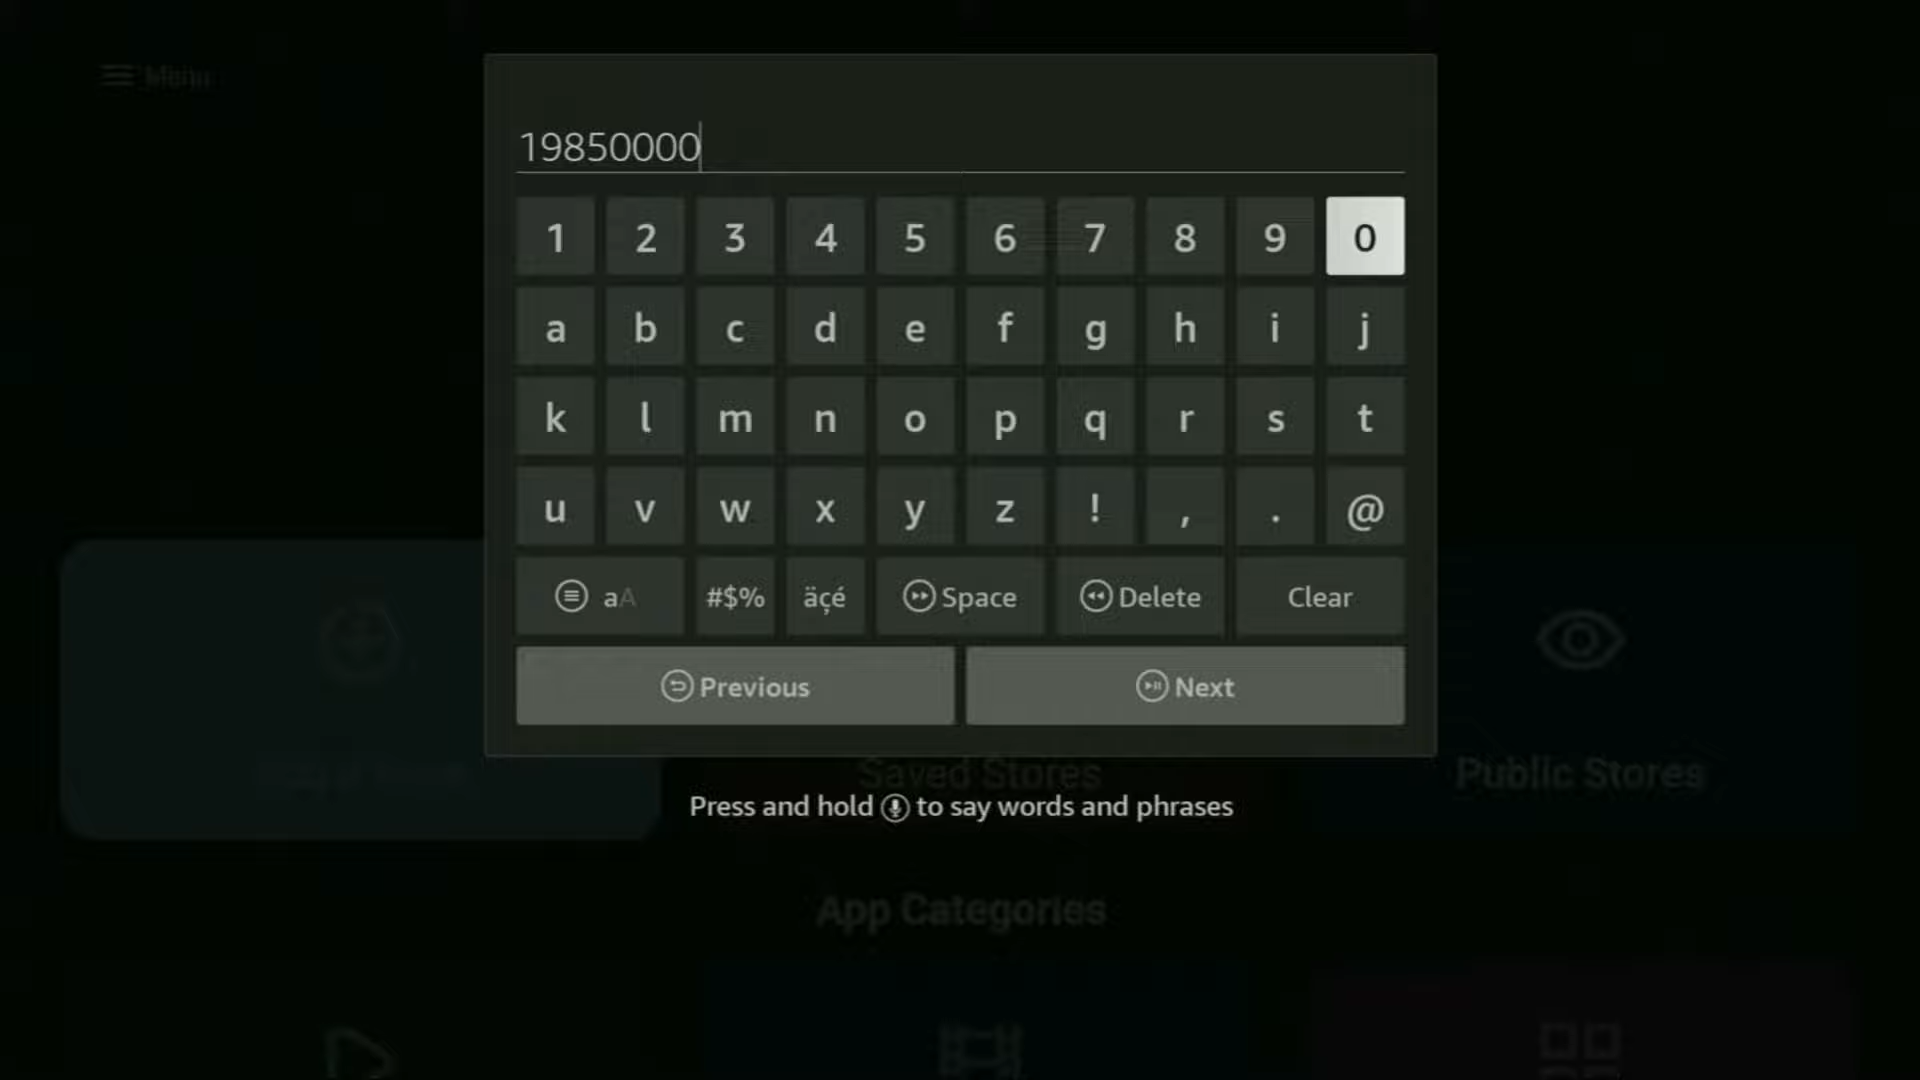 Menu
19850000
1 2 3 4 5 6 7 8 9 0
a b c d e f g h i j
k l m n o p q r s t
u v w x y z ! , . @
aA #$% äçé Space Delete Clear
Previous Next
Saved Stores Public Stores
Press and hold to say words and phrases
App Categories